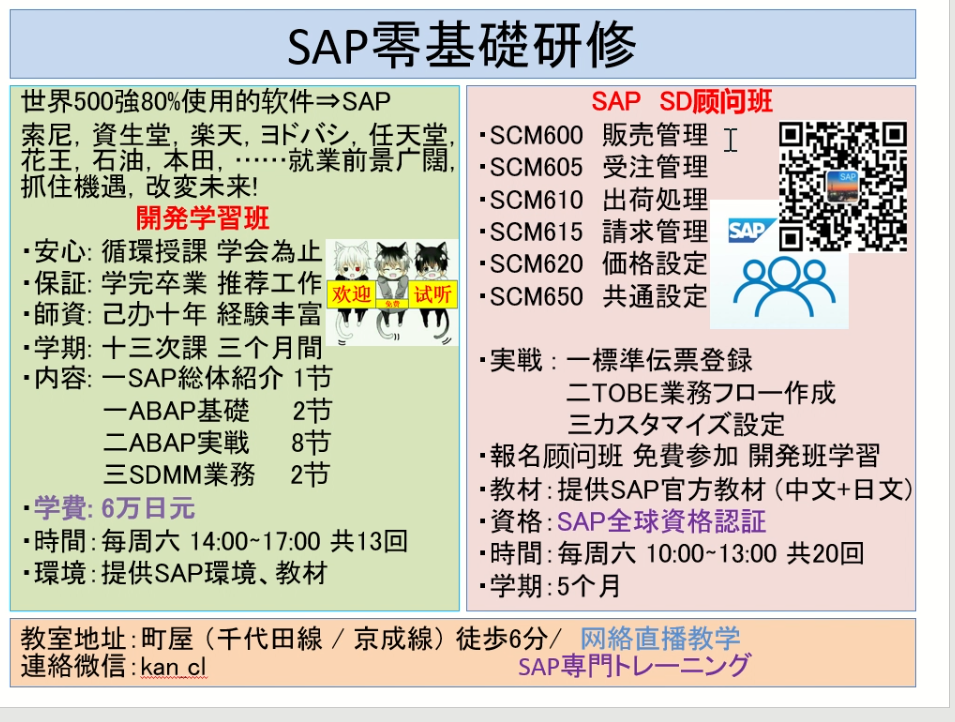 SAP零基礎研修
世界500強80%使用的软件⇒SAP
索尼, 資生堂, 楽天, ヨドバシ, 任天堂,
花王, 石油, 本田, ……就業前景广闊,
抓住機遇, 改変未来!
開発学習班
・安心: 循環授課 学会為止
・保証: 学完卒業 推荐工作
・師資: 己办十年 経験丰富
・学期: 十三次課 三个月間
・内容: 一SAP総体紹介 1节
一ABAP基礎 2节
二ABAP実戦 8节
三SDMM業務 2节
・学費: 6万日元
・時間：毎周六 14:00~17:00 共13回
・環境：提供SAP環境、教材
欢迎 免費 试听
SAP SD顾问班
・SCM600 販売管理
・SCM605 受注管理
・SCM610 出荷処理
・SCM615 請求管理
・SCM620 価格設定
・SCM650 共通設定
SAP
SAP
・実戦：一標準伝票登録
二TOBE業務フロー作成
三カスタマイズ設定
・報名顾问班 免費参加 開発班学習
・教材：提供SAP官方教材（中文+日文）
・資格：SAP全球資格認証
・時間：毎周六 10:00~13:00 共20回
・学期：5个月
教室地址：町屋（千代田線 / 京成線）徒歩6分/ 网絡直播教学
連絡微信：kan_cl SAP専門トレーニング